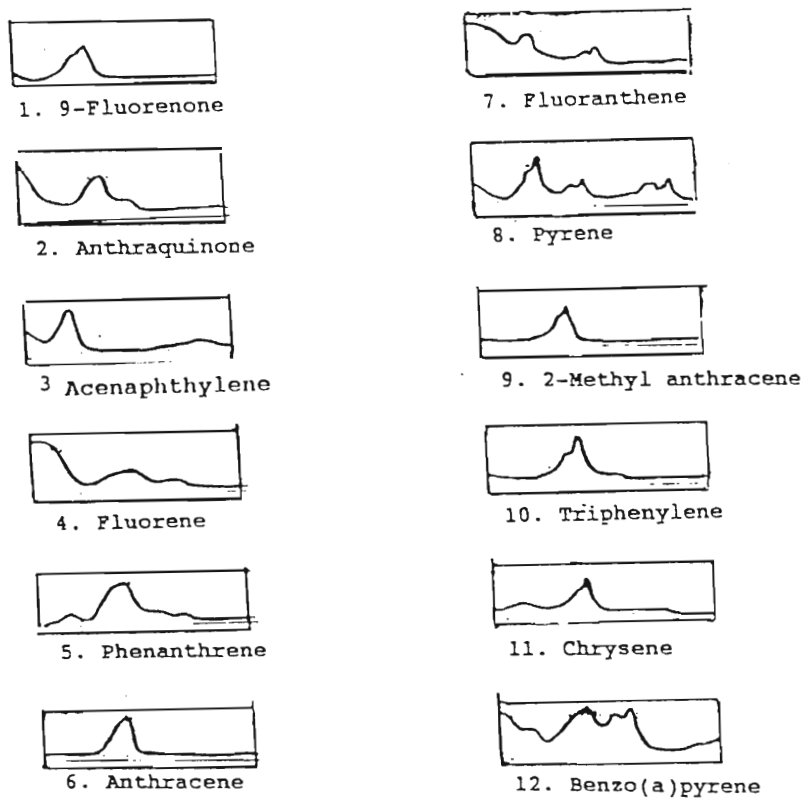 1. 9-Fluorenone
2. Anthraquinone
3 Acenaphthylene
4. Fluorene
5. Phenanthrene
6. Anthracene
7. Fluoranthene
8. Pyrene
9. 2-Methyl anthracene
10. Triphenylene
11. Chrysene
12. Benzo(a)pyrene